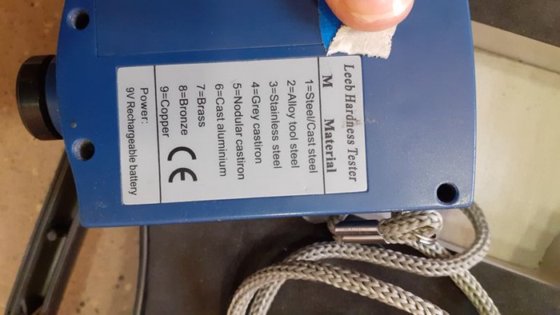 Leeb Hardness Tester
M Material
1=Steel/Cast steel
2=Alloy tool steel
3=Stainless steel
4=Grey castiron
5=Nodular castiron
6=Cast aluminium
7=Brass
8=Bronze
9=Copper
CE
Power:
9V Rechargeable battery